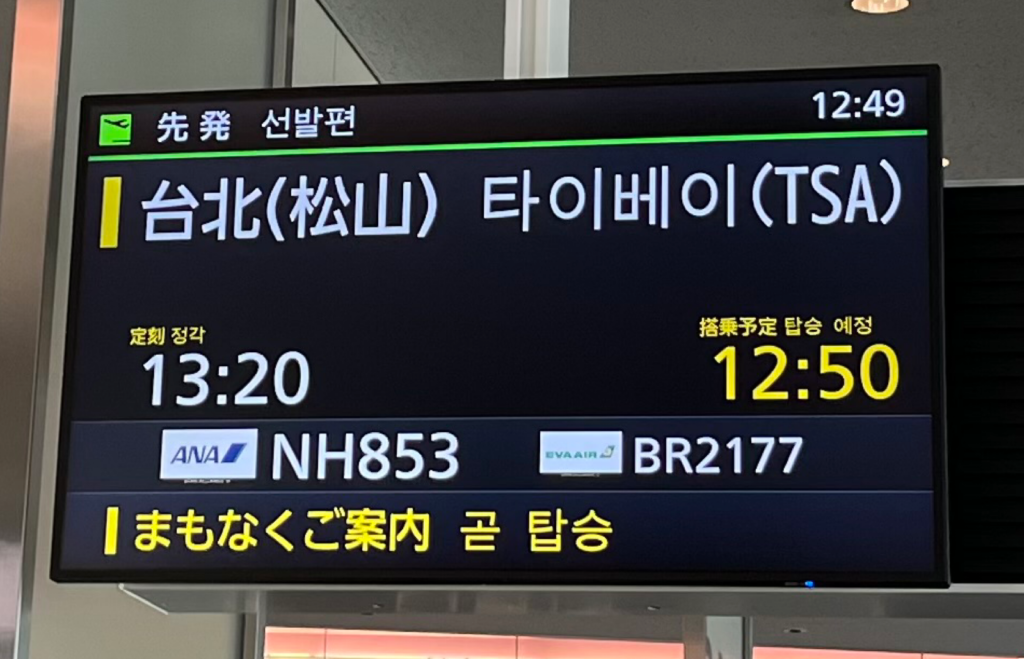 先発 선발편 12:49
台北(松山) 타이베이(TSA)
定刻 정각 搭乗予定 탑승 예정
13:20 12:50
ANA NH853 EVA AIR BR2177
まもなくご案内 곧 탑승